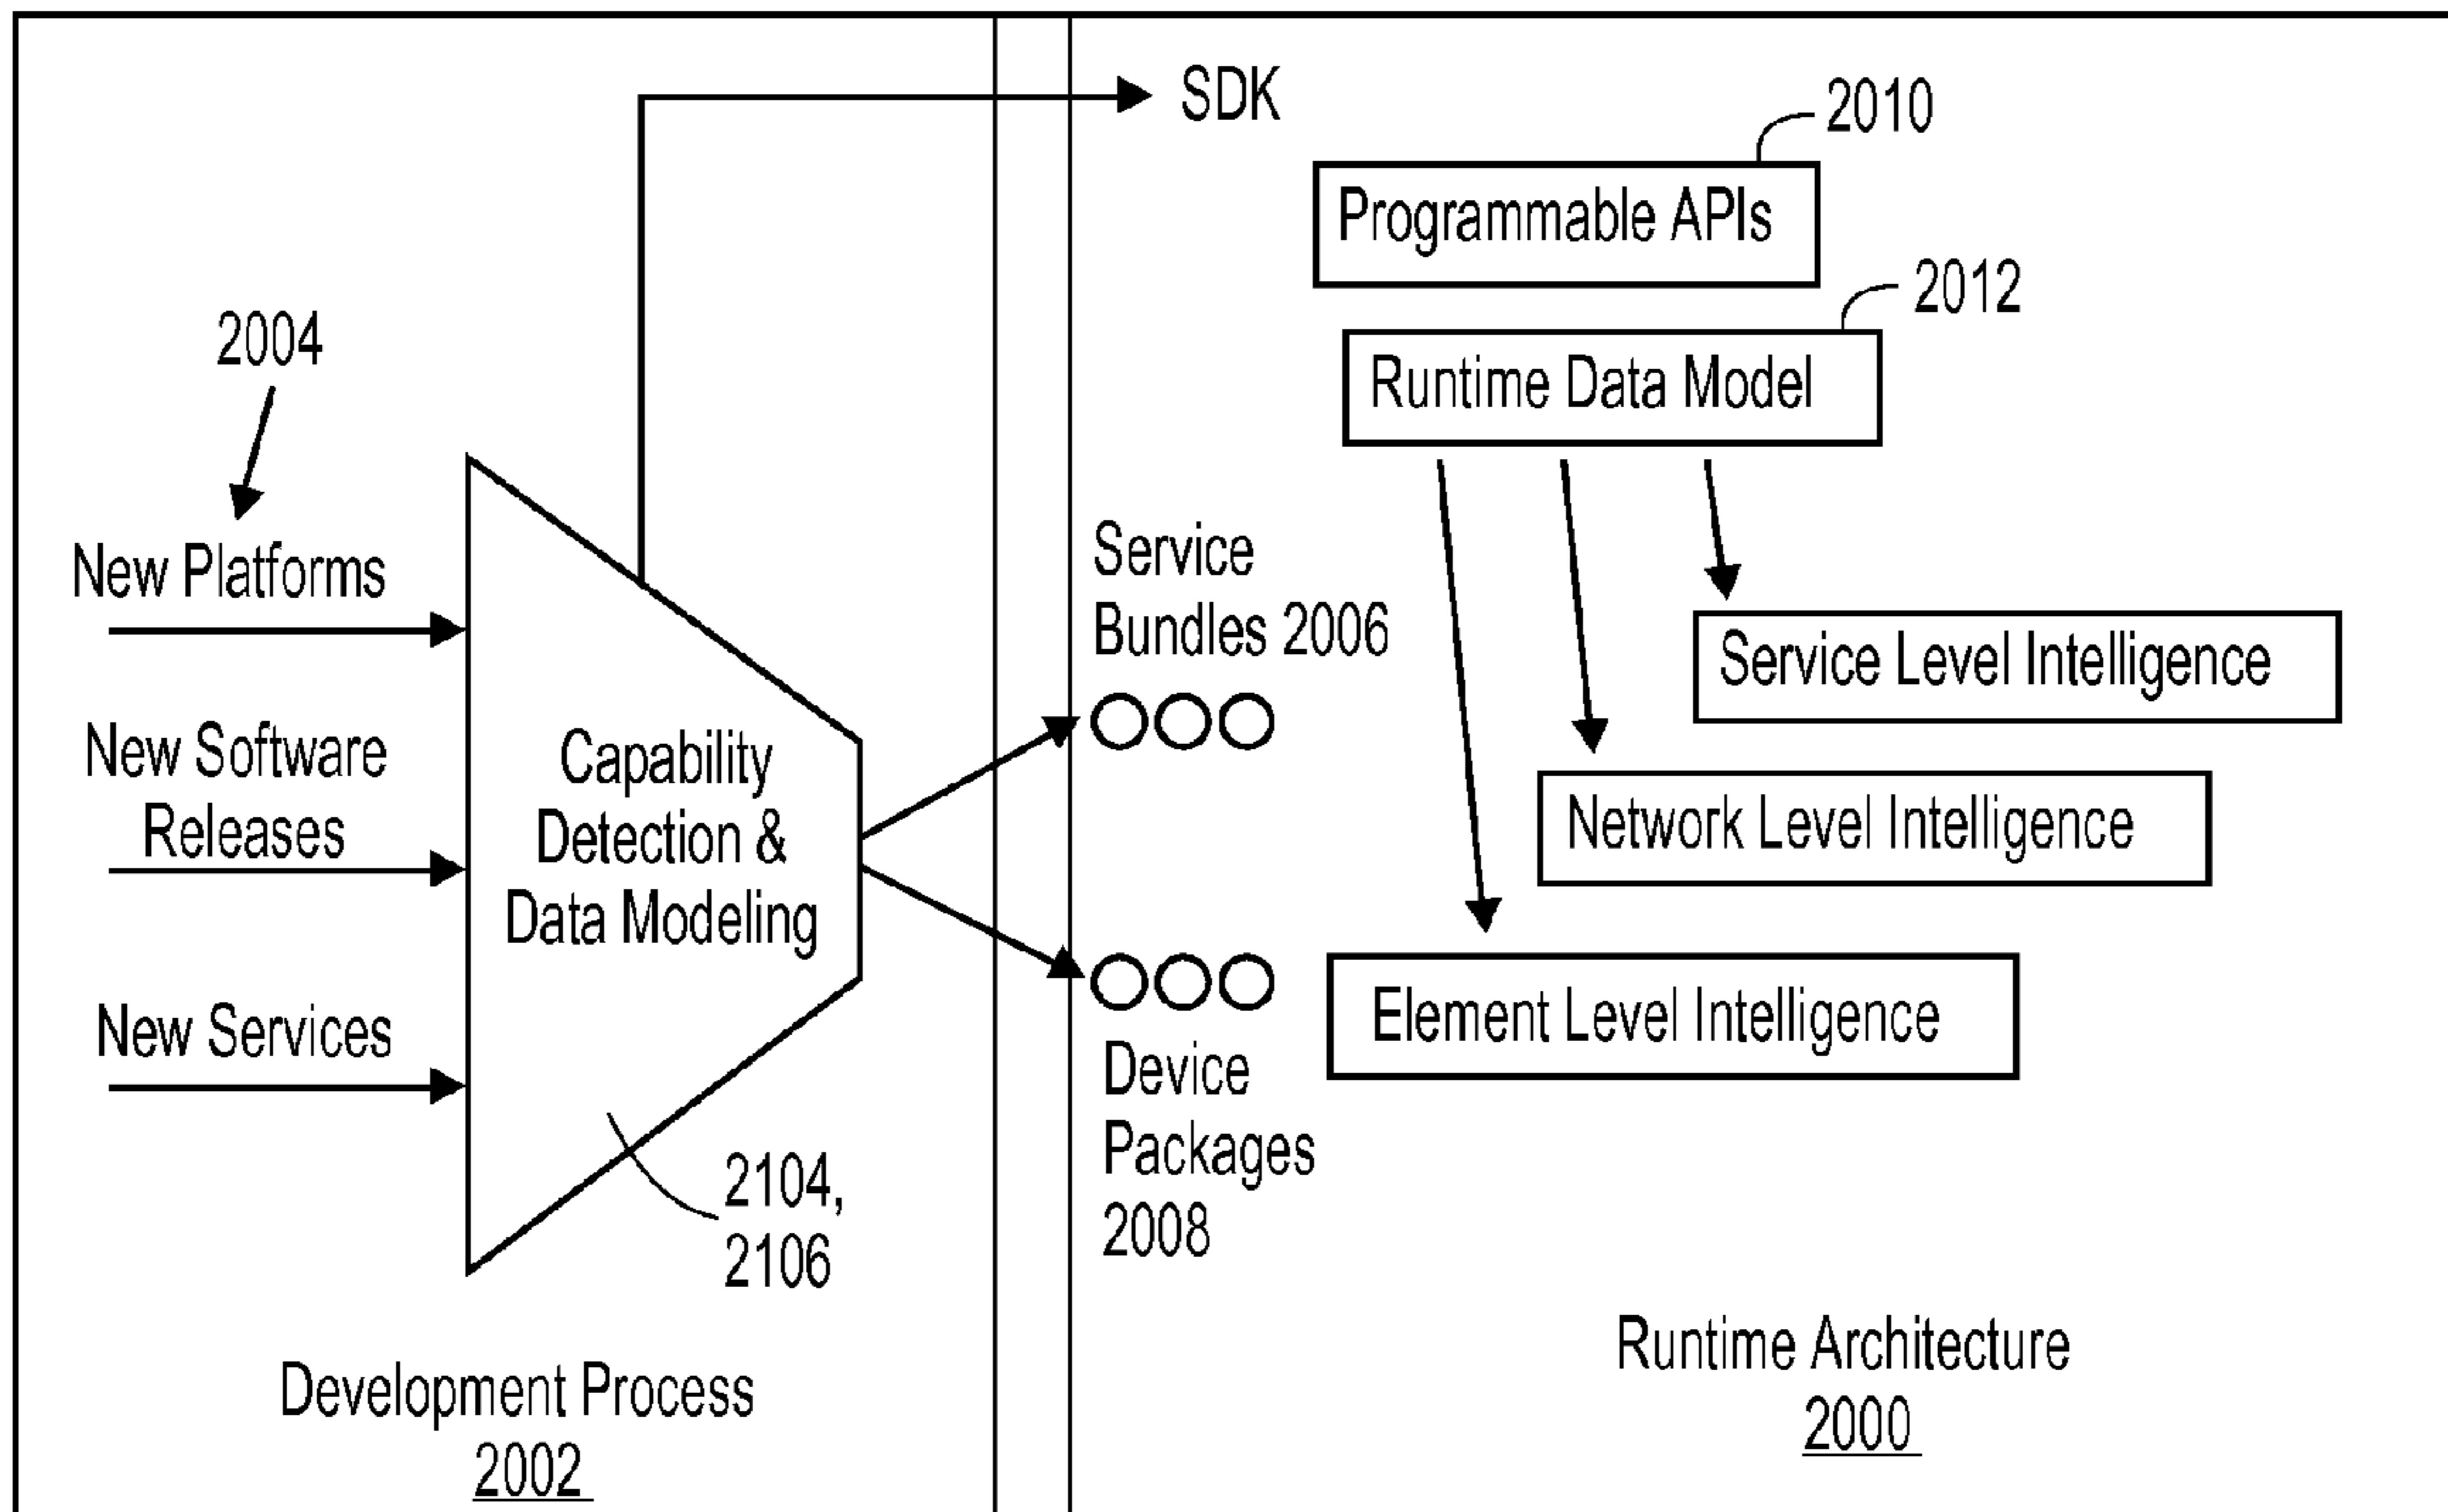 SDK
2010
Programmable APIs
2012
Runtime Data Model
2004
New Platforms
New Software
Releases
New Services
Capability
Detection &
Data Modeling
2104,
2106
Service
Bundles 2006
Device
Packages
2008
Service Level Intelligence
Network Level Intelligence
Element Level Intelligence
Development Process
2002
Runtime Architecture
2000